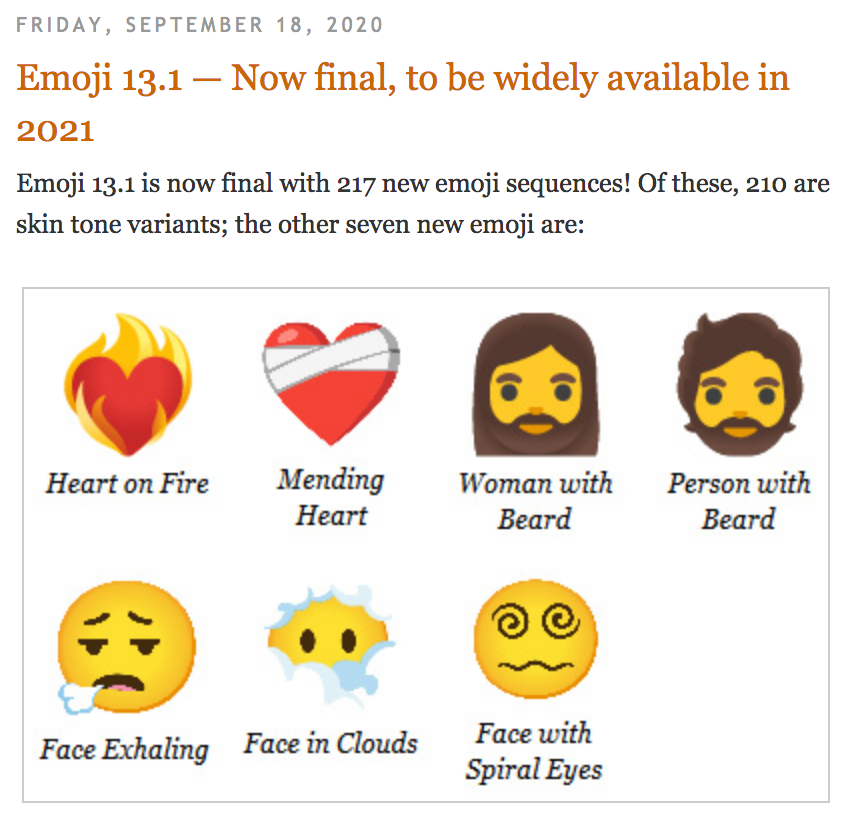 FRIDAY, SEPTEMBER 18, 2020
Emoji 13.1 — Now final, to be widely available in
2021
Emoji 13.1 is now final with 217 new emoji sequences! Of these, 210 are
skin tone variants; the other seven new emoji are:
Heart on Fire
Mending
Heart
Woman with
Beard
Person with
Beard
Face Exhaling
Face in Clouds
Face with
Spiral Eyes